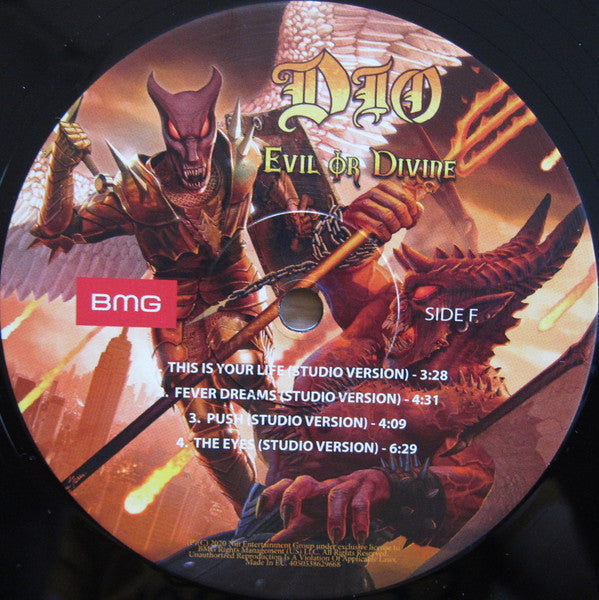 DIO
EVIL OR DIVINE
BMG
SIDE F.
. THIS IS YOUR LIFE (STUDIO VERSION) - 3:28
. FEVER DREAMS (STUDIO VERSION) - 4:31
3. PUSH (STUDIO VERSION) - 4:09
4. THE EYES (STUDIO VERSION) - 6:29
(C) 2020 Niji Entertainment Group under exclusive license to
BMG Rights Management (US) LLC. All Rights Reserved.
Unauthorized Reproduction Is A Violation Of Applicable Laws.
Made In EU. 4050538629668